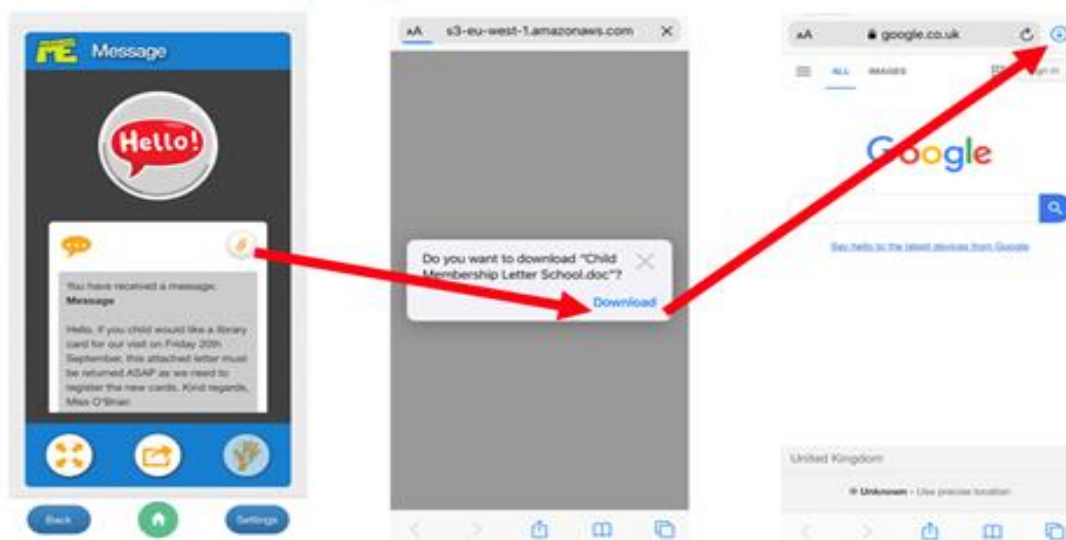 ME Message
Hello!
You have received a message:
Message
Hello. If you child would like a library
card for our visit on Friday 20th
September, this attached letter must
be returned ASAP as we need to
register the new cards. Kind regards,
Miss O'Brian
Back
Settings
AA s3-eu-west-1.amazonaws.com
Do you want to download "Child
Membership Letter School.doc"?
Download
AA google.co.uk
ALL IMAGES in
Google
Say hello to the latest devices from Google
United Kingdom
Unknown - Use precise location